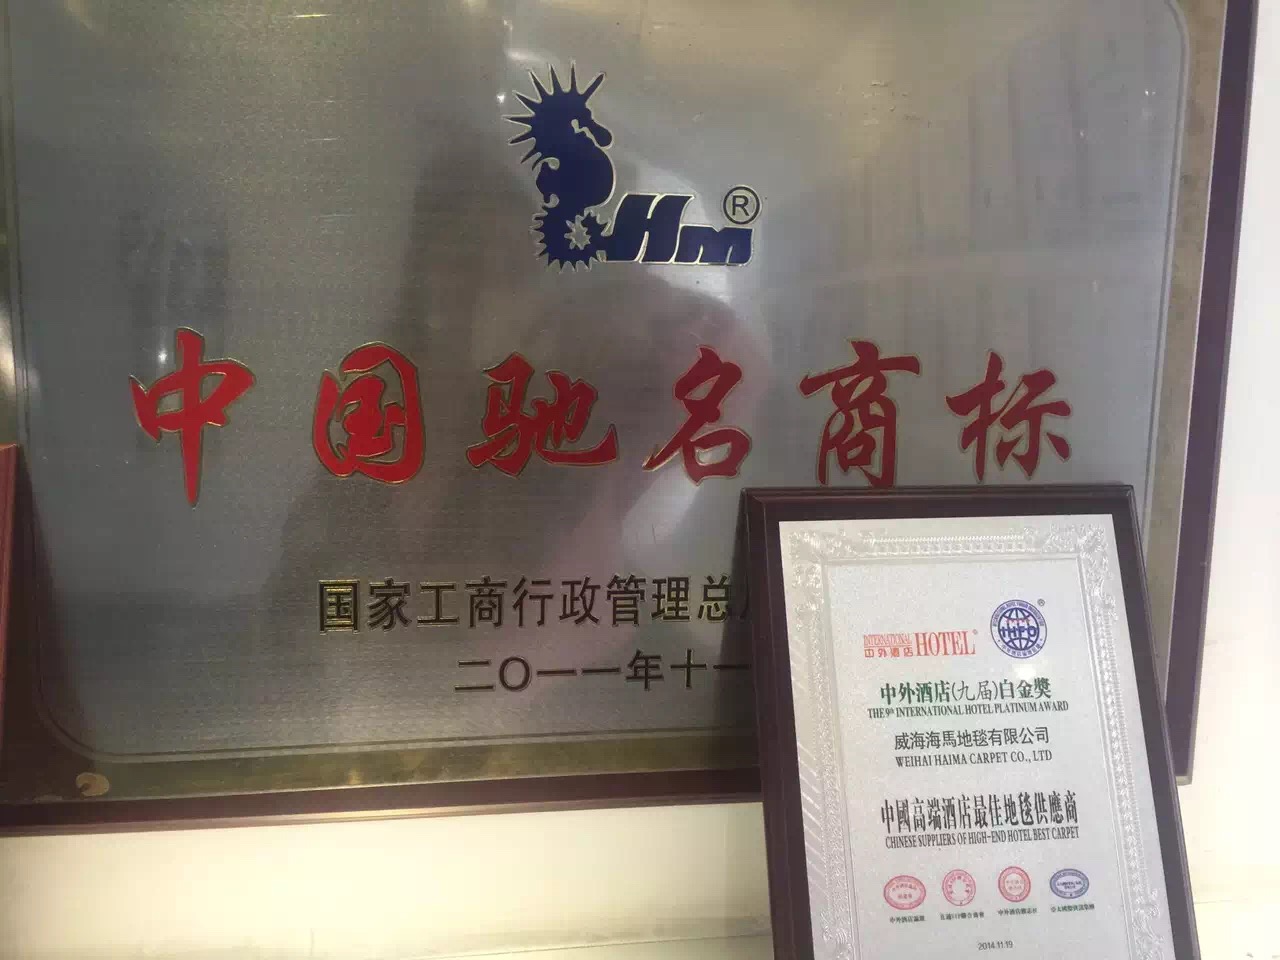 HM®
中国驰名商标
国家工商行政管理总
二〇一一年十一
INTERNATIONAL
中外酒店 HOTEL®
中外酒店(九届)白金獎
THE 9th INTERNATIONAL HOTEL PLATINUM AWARD
威海海馬地毯有限公司
WEIHAI HAIMA CARPET CO., LTD
中國高端酒店最佳地毯供應商
CHINESE SUPPLIERS OF HIGH-END HOTEL BEST CARPET
2014.11.19